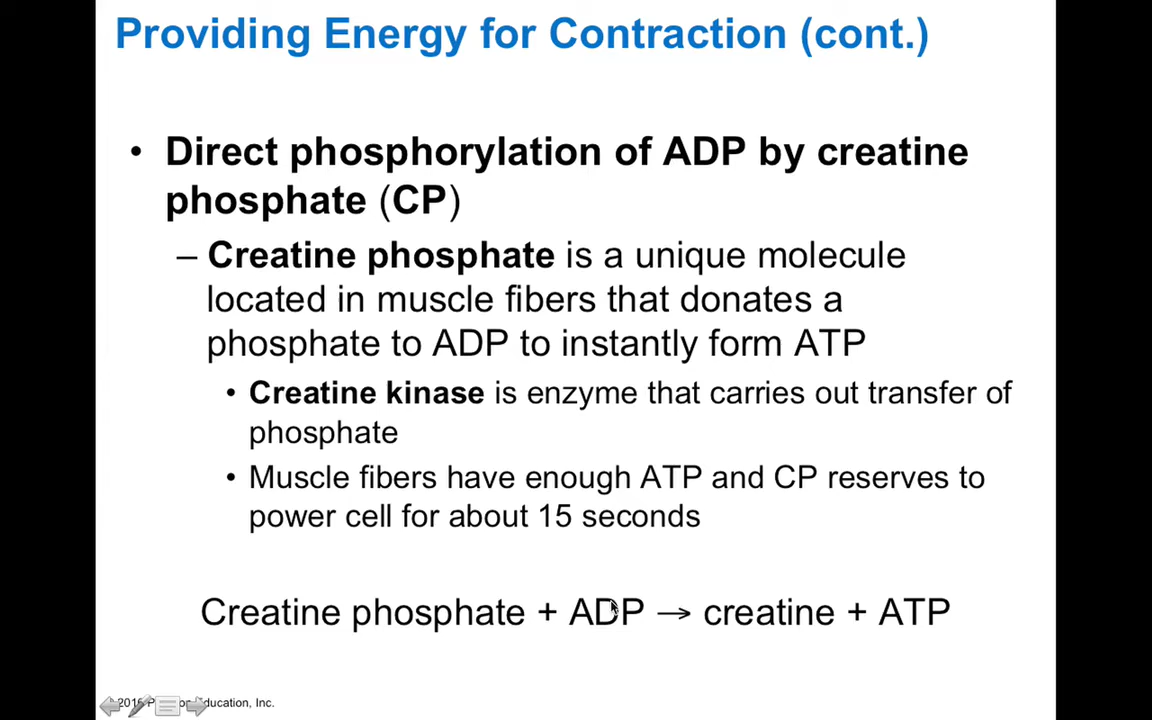 Providing Energy for Contraction (cont.)
• Direct phosphorylation of ADP by creatine
phosphate (CP)
– Creatine phosphate is a unique molecule
located in muscle fibers that donates a
phosphate to ADP to instantly form ATP
• Creatine kinase is enzyme that carries out transfer of
phosphate
• Muscle fibers have enough ATP and CP reserves to
power cell for about 15 seconds
Creatine phosphate + ADP → creatine + ATP
Education, Inc.